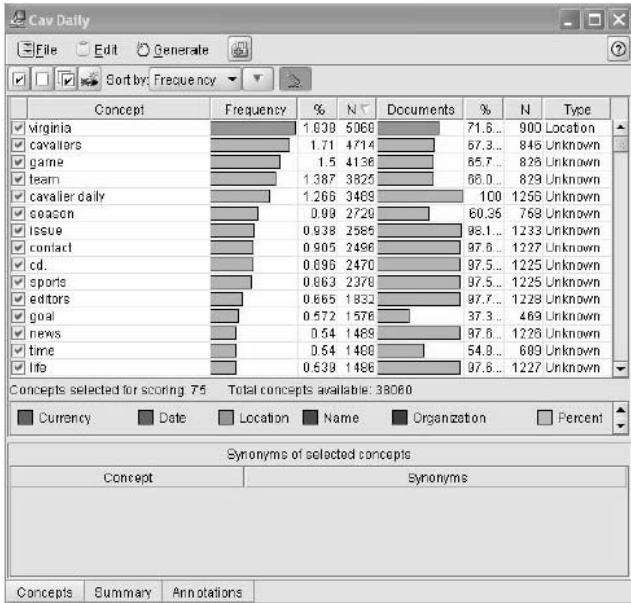 Cav Daily
File Edit Generate
Sort by: Frequency
Concept Frequency % N Documents % N Type
virginia 1.839 5068 71.6... 900 Location
cavaliers 1.71 4714 67.3... 846 Unknown
game 1.5 4136 65.7... 826 Unknown
team 1.387 3825 66.0... 829 Unknown
cavalier daily 1.266 3489 100 1256 Unknown
season 0.99 2729 60.35 758 Unknown
issue 0.938 2585 98.1... 1233 Unknown
contact 0.905 2496 97.6... 1227 Unknown
cd. 0.896 2470 97.5... 1225 Unknown
sports 0.863 2378 97.5... 1225 Unknown
editors 0.665 1832 97.7... 1228 Unknown
goal 0.572 1576 37.3... 469 Unknown
news 0.54 1489 97.6... 1226 Unknown
time 0.54 1488 54.8... 689 Unknown
life 0.539 1486 97.6... 1227 Unknown
Concepts selected for scoring: 75 Total concepts available: 38060
Currency Date Location Name Organization Percent
Synonyms of selected concepts
Concept Synonyms
Concepts Summary Annotations